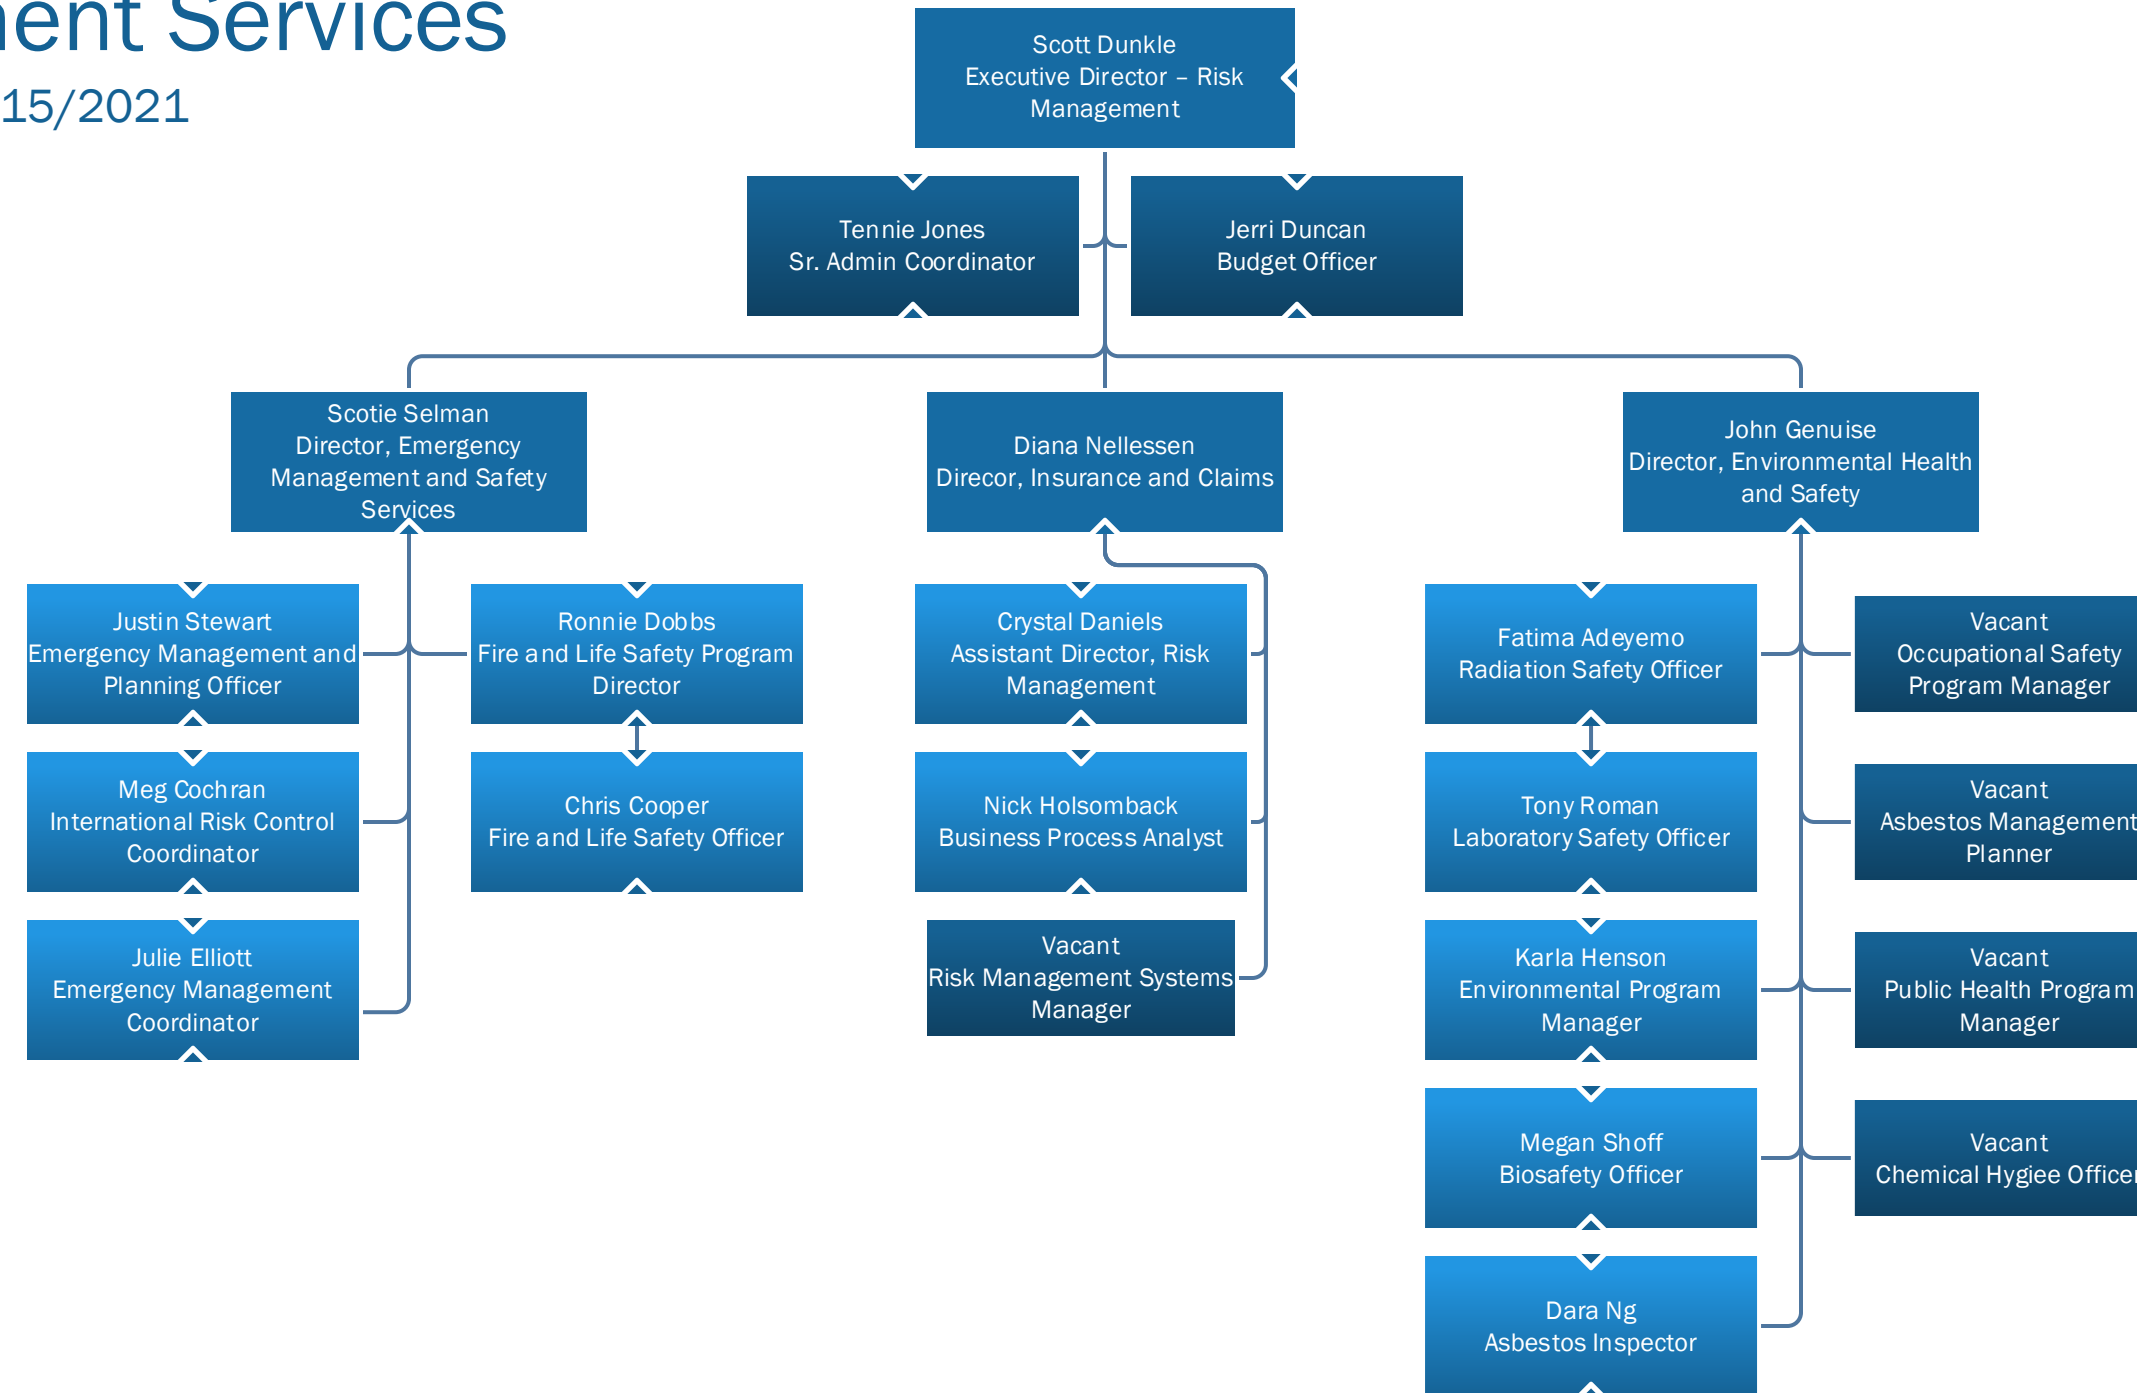 ment Services
15/2021
Scott Dunkle
Executive Director – Risk
Management
Tennie Jones
Sr. Admin Coordinator
Jerri Duncan
Budget Officer
Scotie Selman
Director, Emergency
Management and Safety
Services
Diana Nellessen
Direcor, Insurance and Claims
John Genuise
Director, Environmental Health
and Safety
Justin Stewart
Emergency Management and
Planning Officer
Ronnie Dobbs
Fire and Life Safety Program
Director
Crystal Daniels
Assistant Director, Risk
Management
Fatima Adeyemo
Radiation Safety Officer
Vacant
Occupational Safety
Program Manager
Meg Cochran
International Risk Control
Coordinator
Chris Cooper
Fire and Life Safety Officer
Nick Holsomback
Business Process Analyst
Tony Roman
Laboratory Safety Officer
Vacant
Asbestos Management
Planner
Julie Elliott
Emergency Management
Coordinator
Vacant
Risk Management Systems
Manager
Karla Henson
Environmental Program
Manager
Vacant
Public Health Program
Manager
Megan Shoff
Biosafety Officer
Vacant
Chemical Hygiee Officer
Dara Ng
Asbestos Inspector